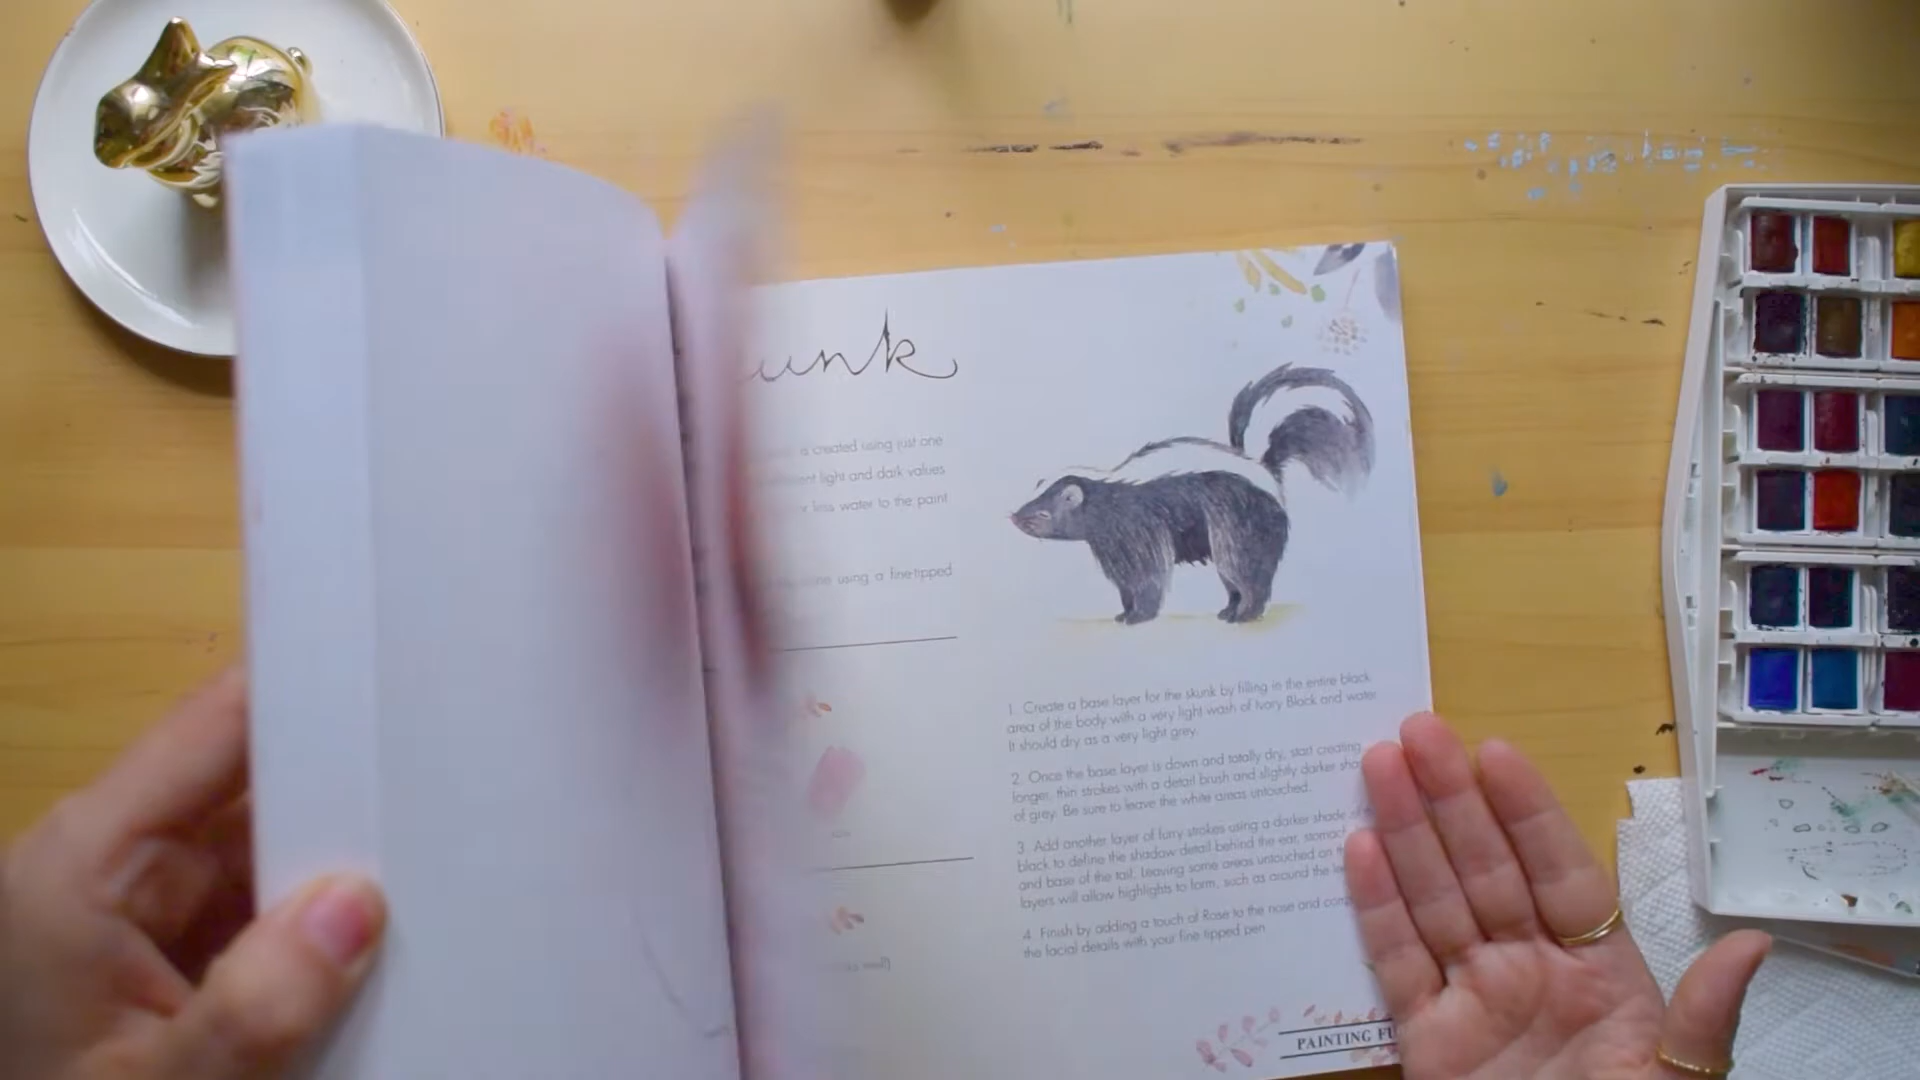 unk
is created using just one
light and dark values
or less water to the paint
using a fine-tipped
well)
1. Create a base layer for the skunk by filling in the entire black
area of the body with a very light wash of Ivory Black and water.
It should dry as a very light grey.
2. Once the base layer is down and totally dry, start creating
longer, thin strokes with a detail brush and slightly darker
of grey. Be sure to leave the white areas untouched.
3. Add another layer of furry strokes using a darker shade of
black to define the shadow detail behind the ear, stomach
and base of the tail. Leaving some areas untouched on
layers will allow highlights to form, such as around the
4. Finish by adding a touch of Rose to the nose and
the facial details with your fine tipped pen.
PAINTING